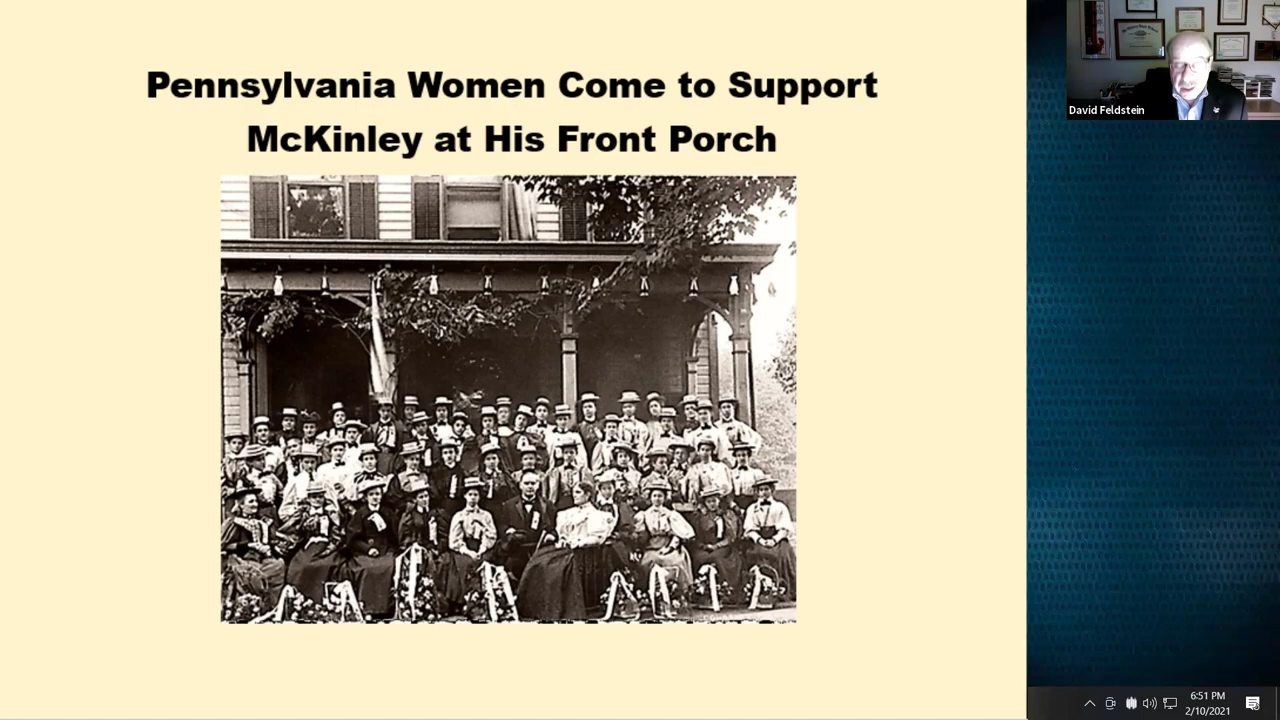 Pennsylvania Women Come to Support
McKinley at His Front Porch
David Feldstein
6:51 PM
2/10/2021